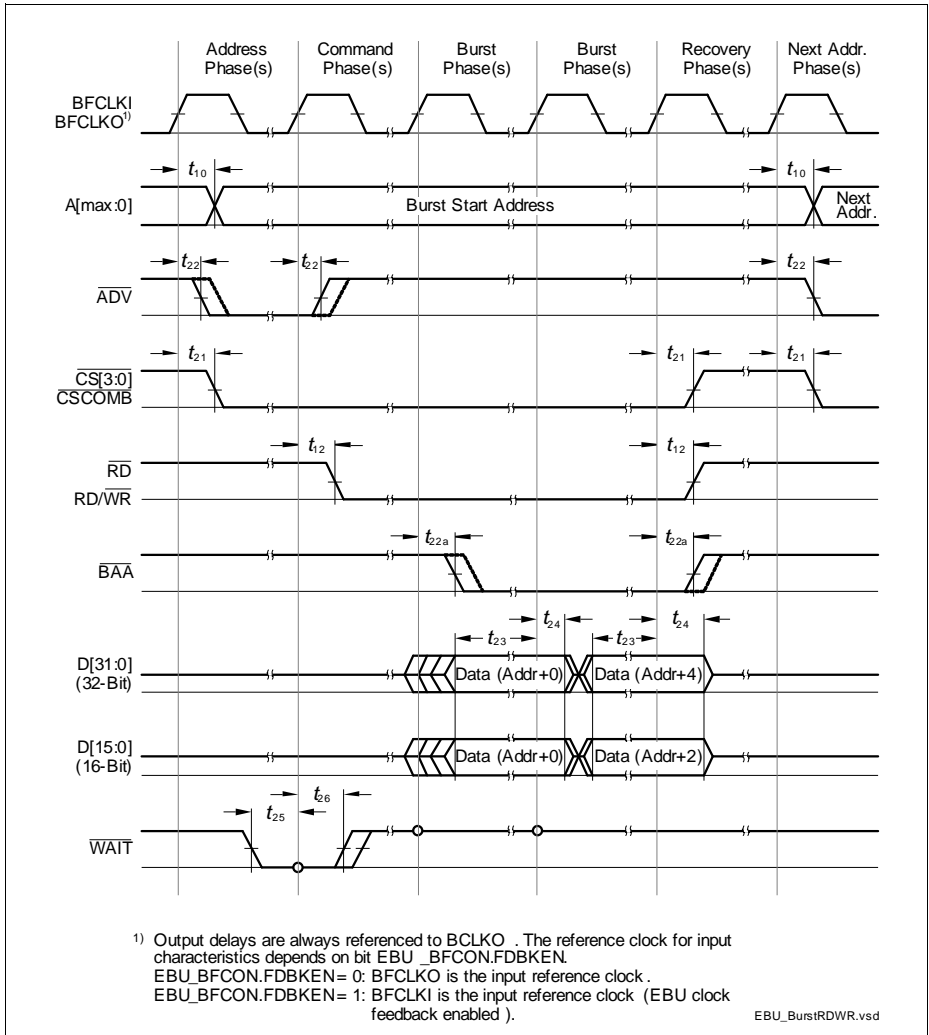 Address Phase(s)
Command Phase(s)
Burst Phase(s)
Burst Phase(s)
Recovery Phase(s)
Next Addr. Phase(s)
BFCLKI
BFCLKO1)
t10
t10
A[max:0]
Burst Start Address
Next Addr.
t22
t22
t22
ADV
t21
t21
t21
CS[3:0]
CSCOMB
t12
t12
RD
RD/WR
t22a
t22a
BAA
t24
t24
t23
t23
D[31:0]
(32-Bit)
Data (Addr+0)
Data (Addr+4)
D[15:0]
(16-Bit)
Data (Addr+0)
Data (Addr+2)
t26
t25
WAIT
1) Output delays are always referenced to BCLKO . The reference clock for input
characteristics depends on bit EBU _BFCON.FDBKEN.
EBU_BFCON.FDBKEN= 0: BFCLKO is the input reference clock .
EBU_BFCON.FDBKEN= 1: BFCLKI is the input reference clock (EBU clock
feedback enabled ).
EBU_BurstRDWR.vsd